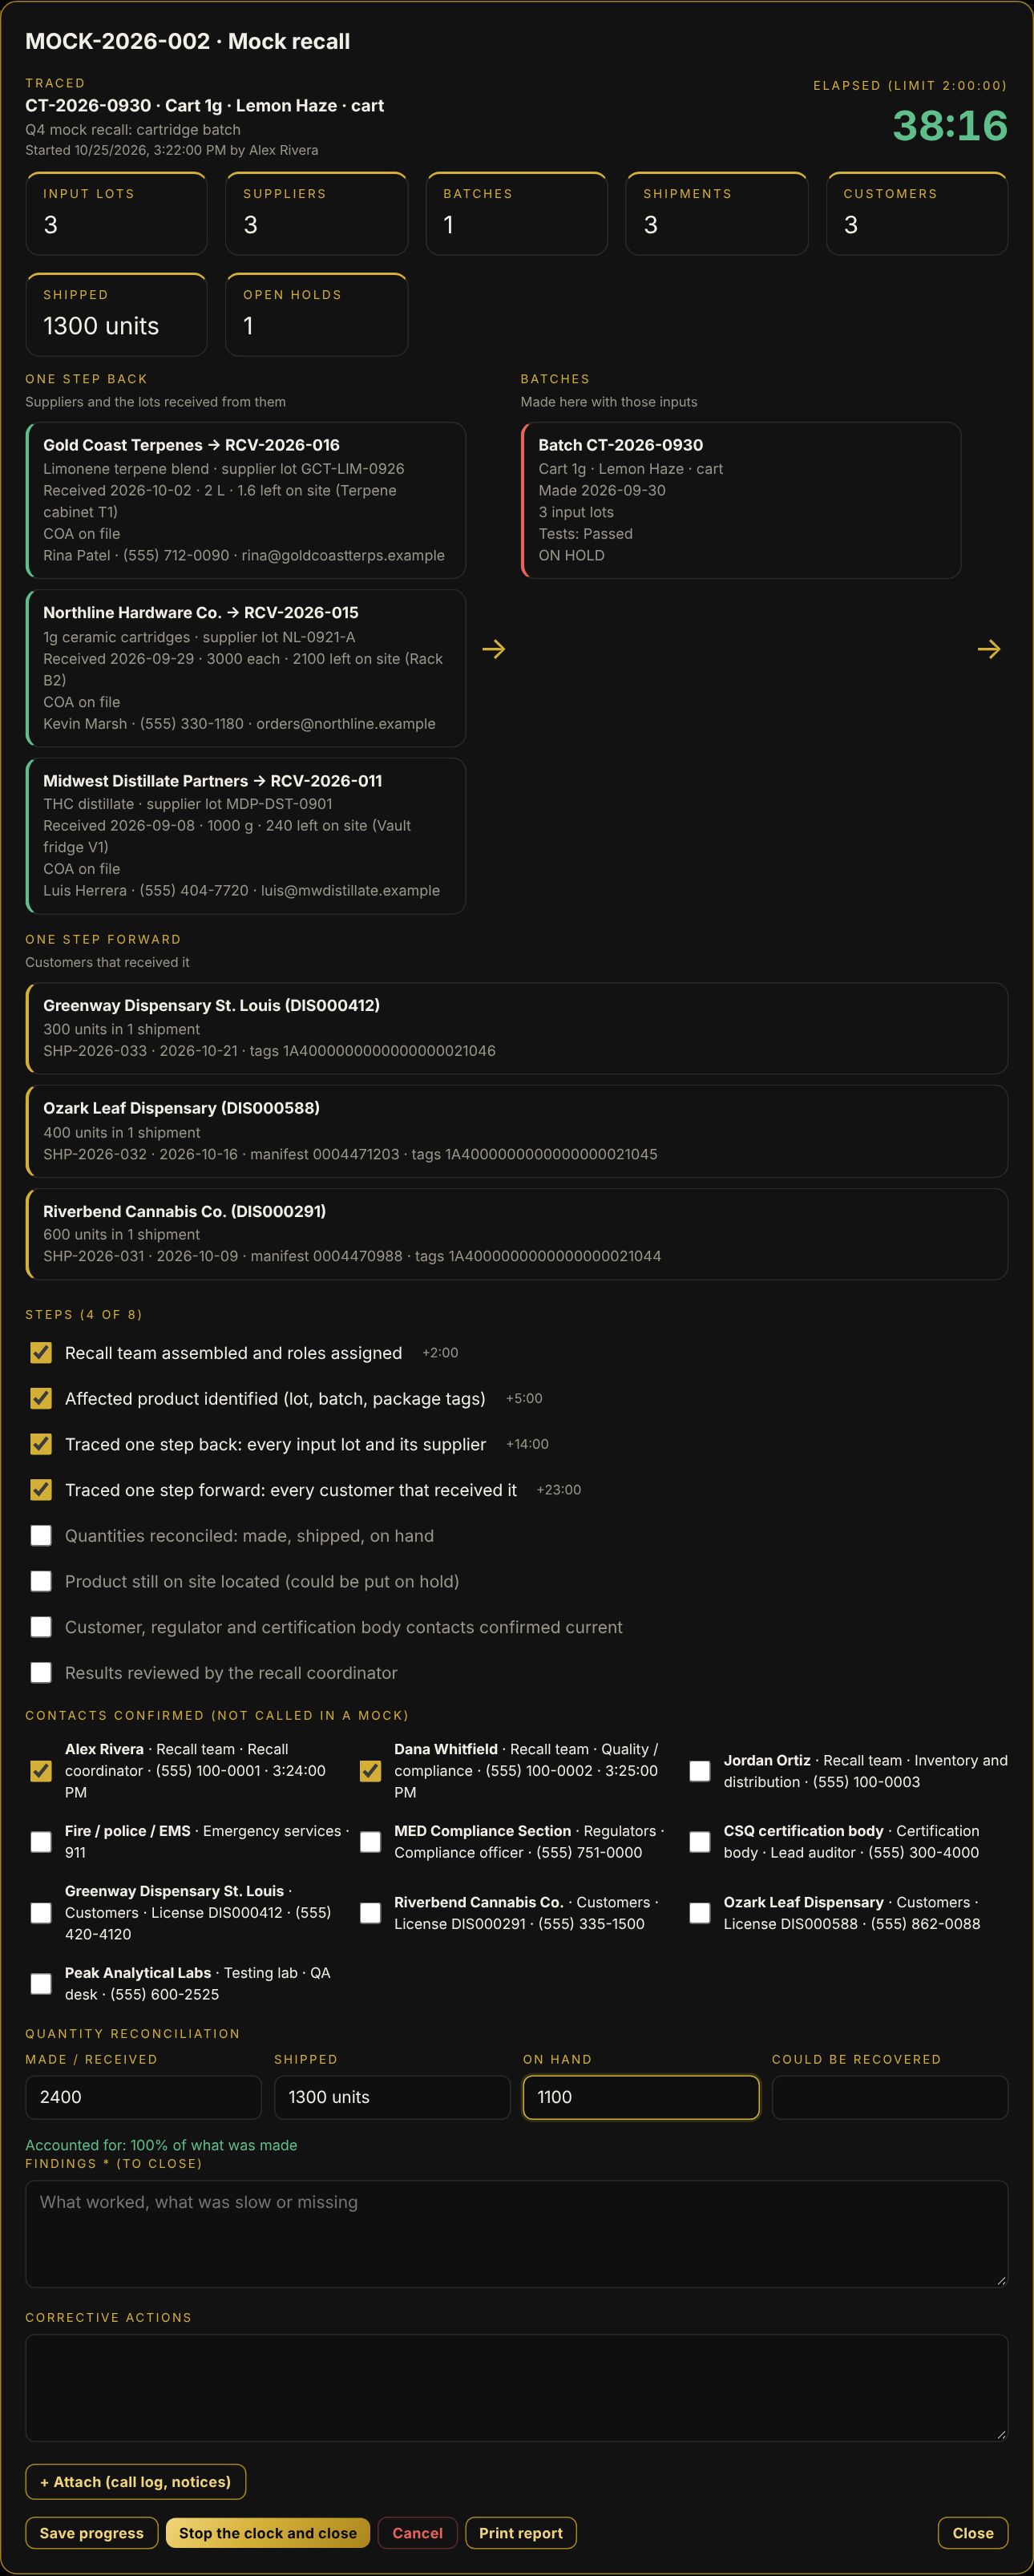 MOCK-2026-002 · Mock recall
TRACED
CT-2026-0930 · Cart 1g · Lemon Haze · cart
Q4 mock recall: cartridge batch
Started 10/25/2026, 3:22:00 PM by Alex Rivera
ELAPSED (LIMIT 2:00:00)
38:16
INPUT LOTS
3
SUPPLIERS
3
BATCHES
1
SHIPMENTS
3
CUSTOMERS
3
SHIPPED
1300 units
OPEN HOLDS
1
ONE STEP BACK
Suppliers and the lots received from them
Gold Coast Terpenes → RCV-2026-016
Limonene terpene blend · supplier lot GCT-LIM-0926
Received 2026-10-02 · 2 L · 1.6 left on site (Terpene
cabinet T1)
COA on file
Rina Patel · (555) 712-0090 · rina@goldcoastterps.example
Northline Hardware Co. → RCV-2026-015
1g ceramic cartridges · supplier lot NL-0921-A
Received 2026-09-29 · 3000 each · 2100 left on site (Rack
B2)
COA on file
Kevin Marsh · (555) 330-1180 · orders@northline.example
Midwest Distillate Partners → RCV-2026-011
THC distillate · supplier lot MDP-DST-0901
Received 2026-09-08 · 1000 g · 240 left on site (Vault
fridge V1)
COA on file
Luis Herrera · (555) 404-7720 · luis@mwdistillate.example
→
BATCHES
Made here with those inputs
Batch CT-2026-0930
Cart 1g · Lemon Haze · cart
Made 2026-09-30
3 input lots
Tests: Passed
ON HOLD
→
ONE STEP FORWARD
Customers that received it
Greenway Dispensary St. Louis (DIS000412)
300 units in 1 shipment
SHP-2026-033 · 2026-10-21 · tags 1A4000000000000000021046
Ozark Leaf Dispensary (DIS000588)
400 units in 1 shipment
SHP-2026-032 · 2026-10-16 · manifest 0004471203 · tags 1A4000000000000000021045
Riverbend Cannabis Co. (DIS000291)
600 units in 1 shipment
SHP-2026-031 · 2026-10-09 · manifest 0004470988 · tags 1A4000000000000000021044
STEPS (4 OF 8)
Recall team assembled and roles assigned +2:00
Affected product identified (lot, batch, package tags) +5:00
Traced one step back: every input lot and its supplier +14:00
Traced one step forward: every customer that received it +23:00
Quantities reconciled: made, shipped, on hand
Product still on site located (could be put on hold)
Customer, regulator and certification body contacts confirmed current
Results reviewed by the recall coordinator
CONTACTS CONFIRMED (NOT CALLED IN A MOCK)
Alex Rivera · Recall team · Recall
coordinator · (555) 100-0001 · 3:24:00
PM
Dana Whitfield · Recall team · Quality /
compliance · (555) 100-0002 · 3:25:00
PM
Jordan Ortiz · Recall team · Inventory and
distribution · (555) 100-0003
Fire / police / EMS · Emergency services ·
911
MED Compliance Section · Regulators ·
Compliance officer · (555) 751-0000
CSQ certification body · Certification
body · Lead auditor · (555) 300-4000
Greenway Dispensary St. Louis ·
Customers · License DIS000412 · (555)
420-4120
Riverbend Cannabis Co. · Customers ·
License DIS000291 · (555) 335-1500
Ozark Leaf Dispensary · Customers ·
License DIS000588 · (555) 862-0088
Peak Analytical Labs · Testing lab · QA
desk · (555) 600-2525
QUANTITY RECONCILIATION
MADE / RECEIVED
2400
SHIPPED
1300 units
ON HAND
1100
COULD BE RECOVERED
Accounted for: 100% of what was made
FINDINGS * (TO CLOSE)
What worked, what was slow or missing
CORRECTIVE ACTIONS
+ Attach (call log, notices)
Save progress
Stop the clock and close
Cancel
Print report
Close